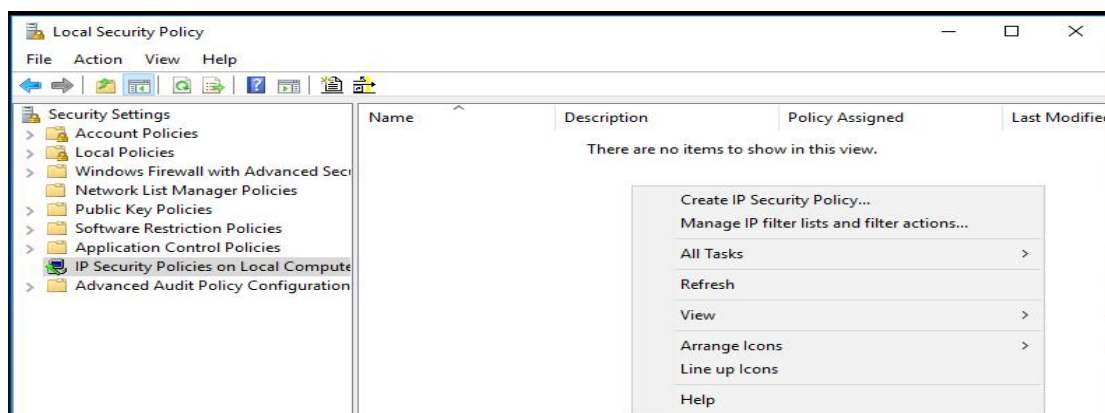 Local Security Policy
File Action View Help
Security Settings
Account Policies
Local Policies
Windows Firewall with Advanced Secu
Network List Manager Policies
Public Key Policies
Software Restriction Policies
Application Control Policies
IP Security Policies on Local Compute
Advanced Audit Policy Configuration
Name Description Policy Assigned Last Modified
There are no items to show in this view.
Create IP Security Policy...
Manage IP filter lists and filter actions...
All Tasks
Refresh
View
Arrange Icons
Line up Icons
Help